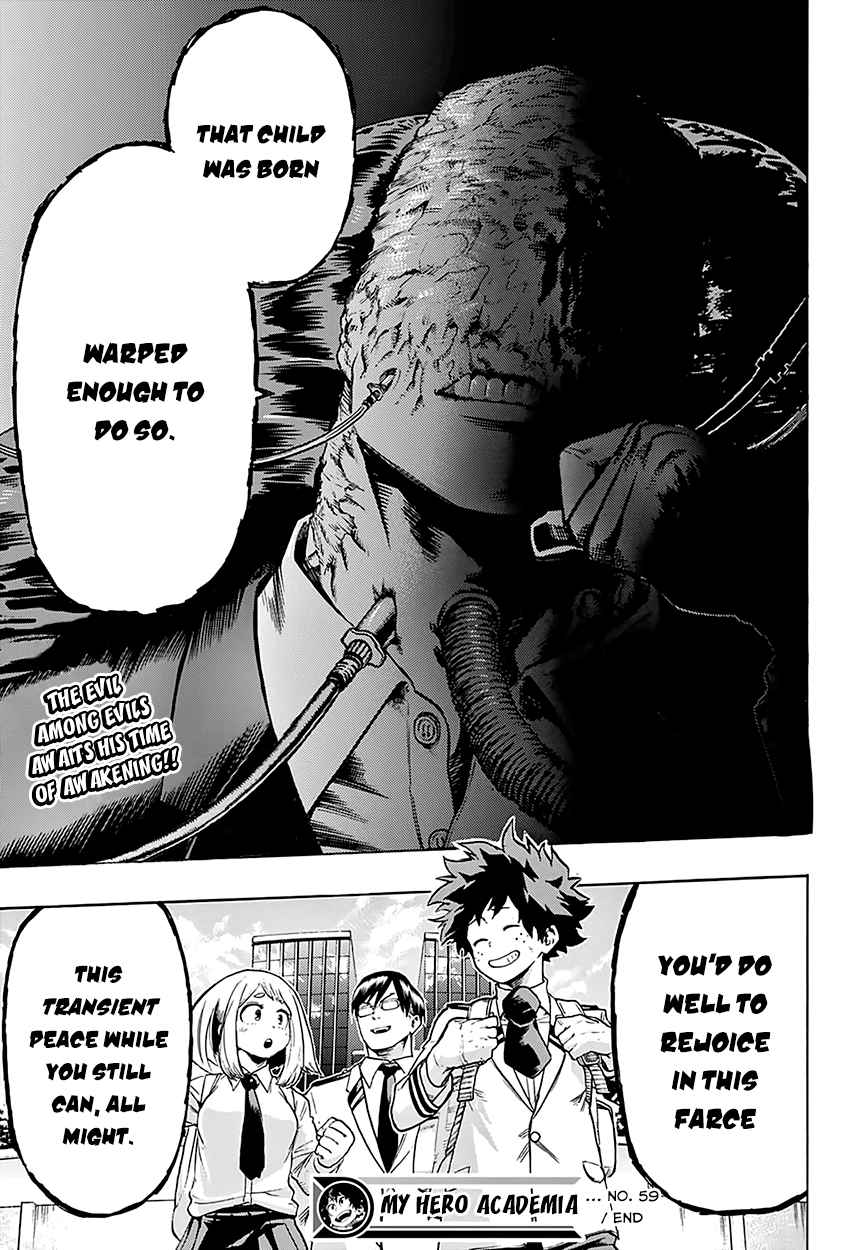 THAT CHILD
WAS BORN
WARPED
ENOUGH TO
DO SO.
THE EVIL
AMONG EVILS
AWAITS HIS TIME
OF AWAKENING!!
YOU'D DO
WELL TO
REJOICE
IN THIS
FARCE
THIS
TRANSIENT
PEACE WHILE
YOU STILL
CAN, ALL
MIGHT.
MY HERO ACADEMIA
... NO. 59
/ END